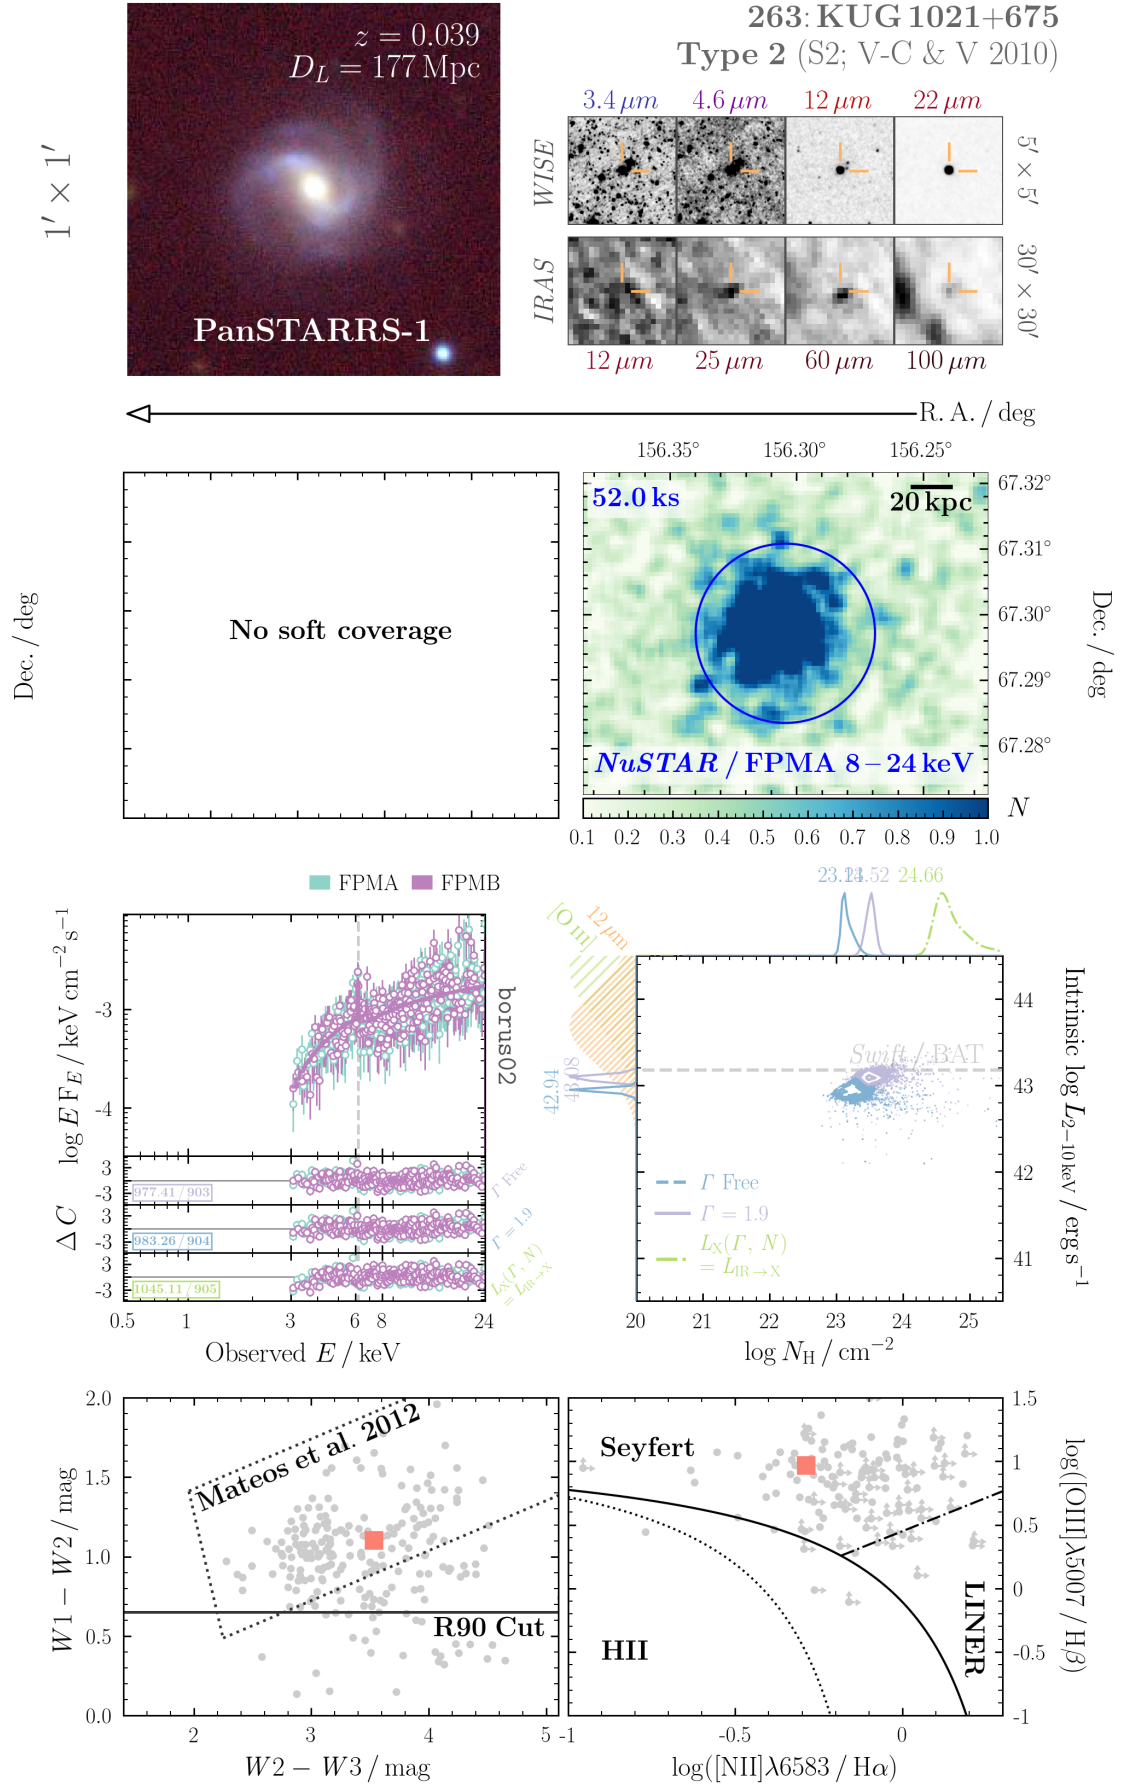 263: KUG 1021+675
Type 2 (S2; V-C & V 2010)
z = 0.039
D_L = 177 Mpc
1′ × 1′
PanSTARRS-1
3.4 μm 4.6 μm 12 μm 22 μm
WISE
5′ × 5′
IRAS
30′ × 30′
12 μm 25 μm 60 μm 100 μm
R. A. / deg
156.35° 156.30° 156.25°
Dec. / deg
No soft coverage
52.0 ks
20 kpc
NuSTAR / FPMA 8 – 24 keV
67.32°
67.31°
67.30°
67.29°
67.28°
Dec. / deg
N
0.1 0.2 0.3 0.4 0.5 0.6 0.7 0.8 0.9 1.0
FPMA FPMB
log E F_E / keV cm⁻² s⁻¹
-3
-4
borus02
Δ C
3
-3
977.41 / 903
Γ Free
3
-3
983.26 / 904
Γ = 1.9
3
-3
1045.11 / 905
L_X(Γ, N)
= L_IR→X
0.5 1 3 6 8 24
Observed E / keV
24.66
[O III]
12 μm
42.94
43.08
Swift / BAT
Γ Free
Γ = 1.9
L_X(Γ, N)
= L_IR→X
44
43
42
41
Intrinsic log L_2−10 keV / erg s⁻¹
20 21 22 23 24 25
log N_H / cm⁻²
2.0
1.5
1.0
0.5
0.0
W1 − W2 / mag
Mateos et al. 2012
R90 Cut
2 3 4 5
W2 − W3 / mag
Seyfert
HII
LINER
1.5
1
0.5
0
-0.5
-1
log([OIII]λ5007 / Hβ)
-1 -0.5 0
log([NII]λ6583 / Hα)